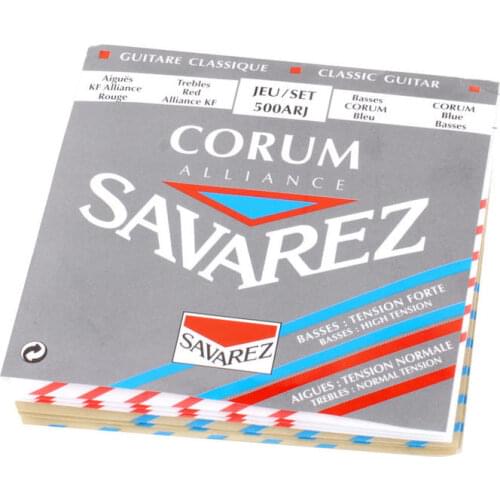 GUITARE CLASSIQUE CLASSIC GUITAR
Aiguës
KF Alliance
Rouge
Trebles
Red
Alliance KF
JEU/SET
500ARJ
Basses
CORUM
Bleu
CORUM
Blue
Basses
CORUM
ALLIANCE
SAVAREZ
BASSES : TENSION FORTE
BASSES : HIGH TENSION
SAVAREZ
AIGUES : TENSION NORMALE
TREBLES : NORMAL TENSION